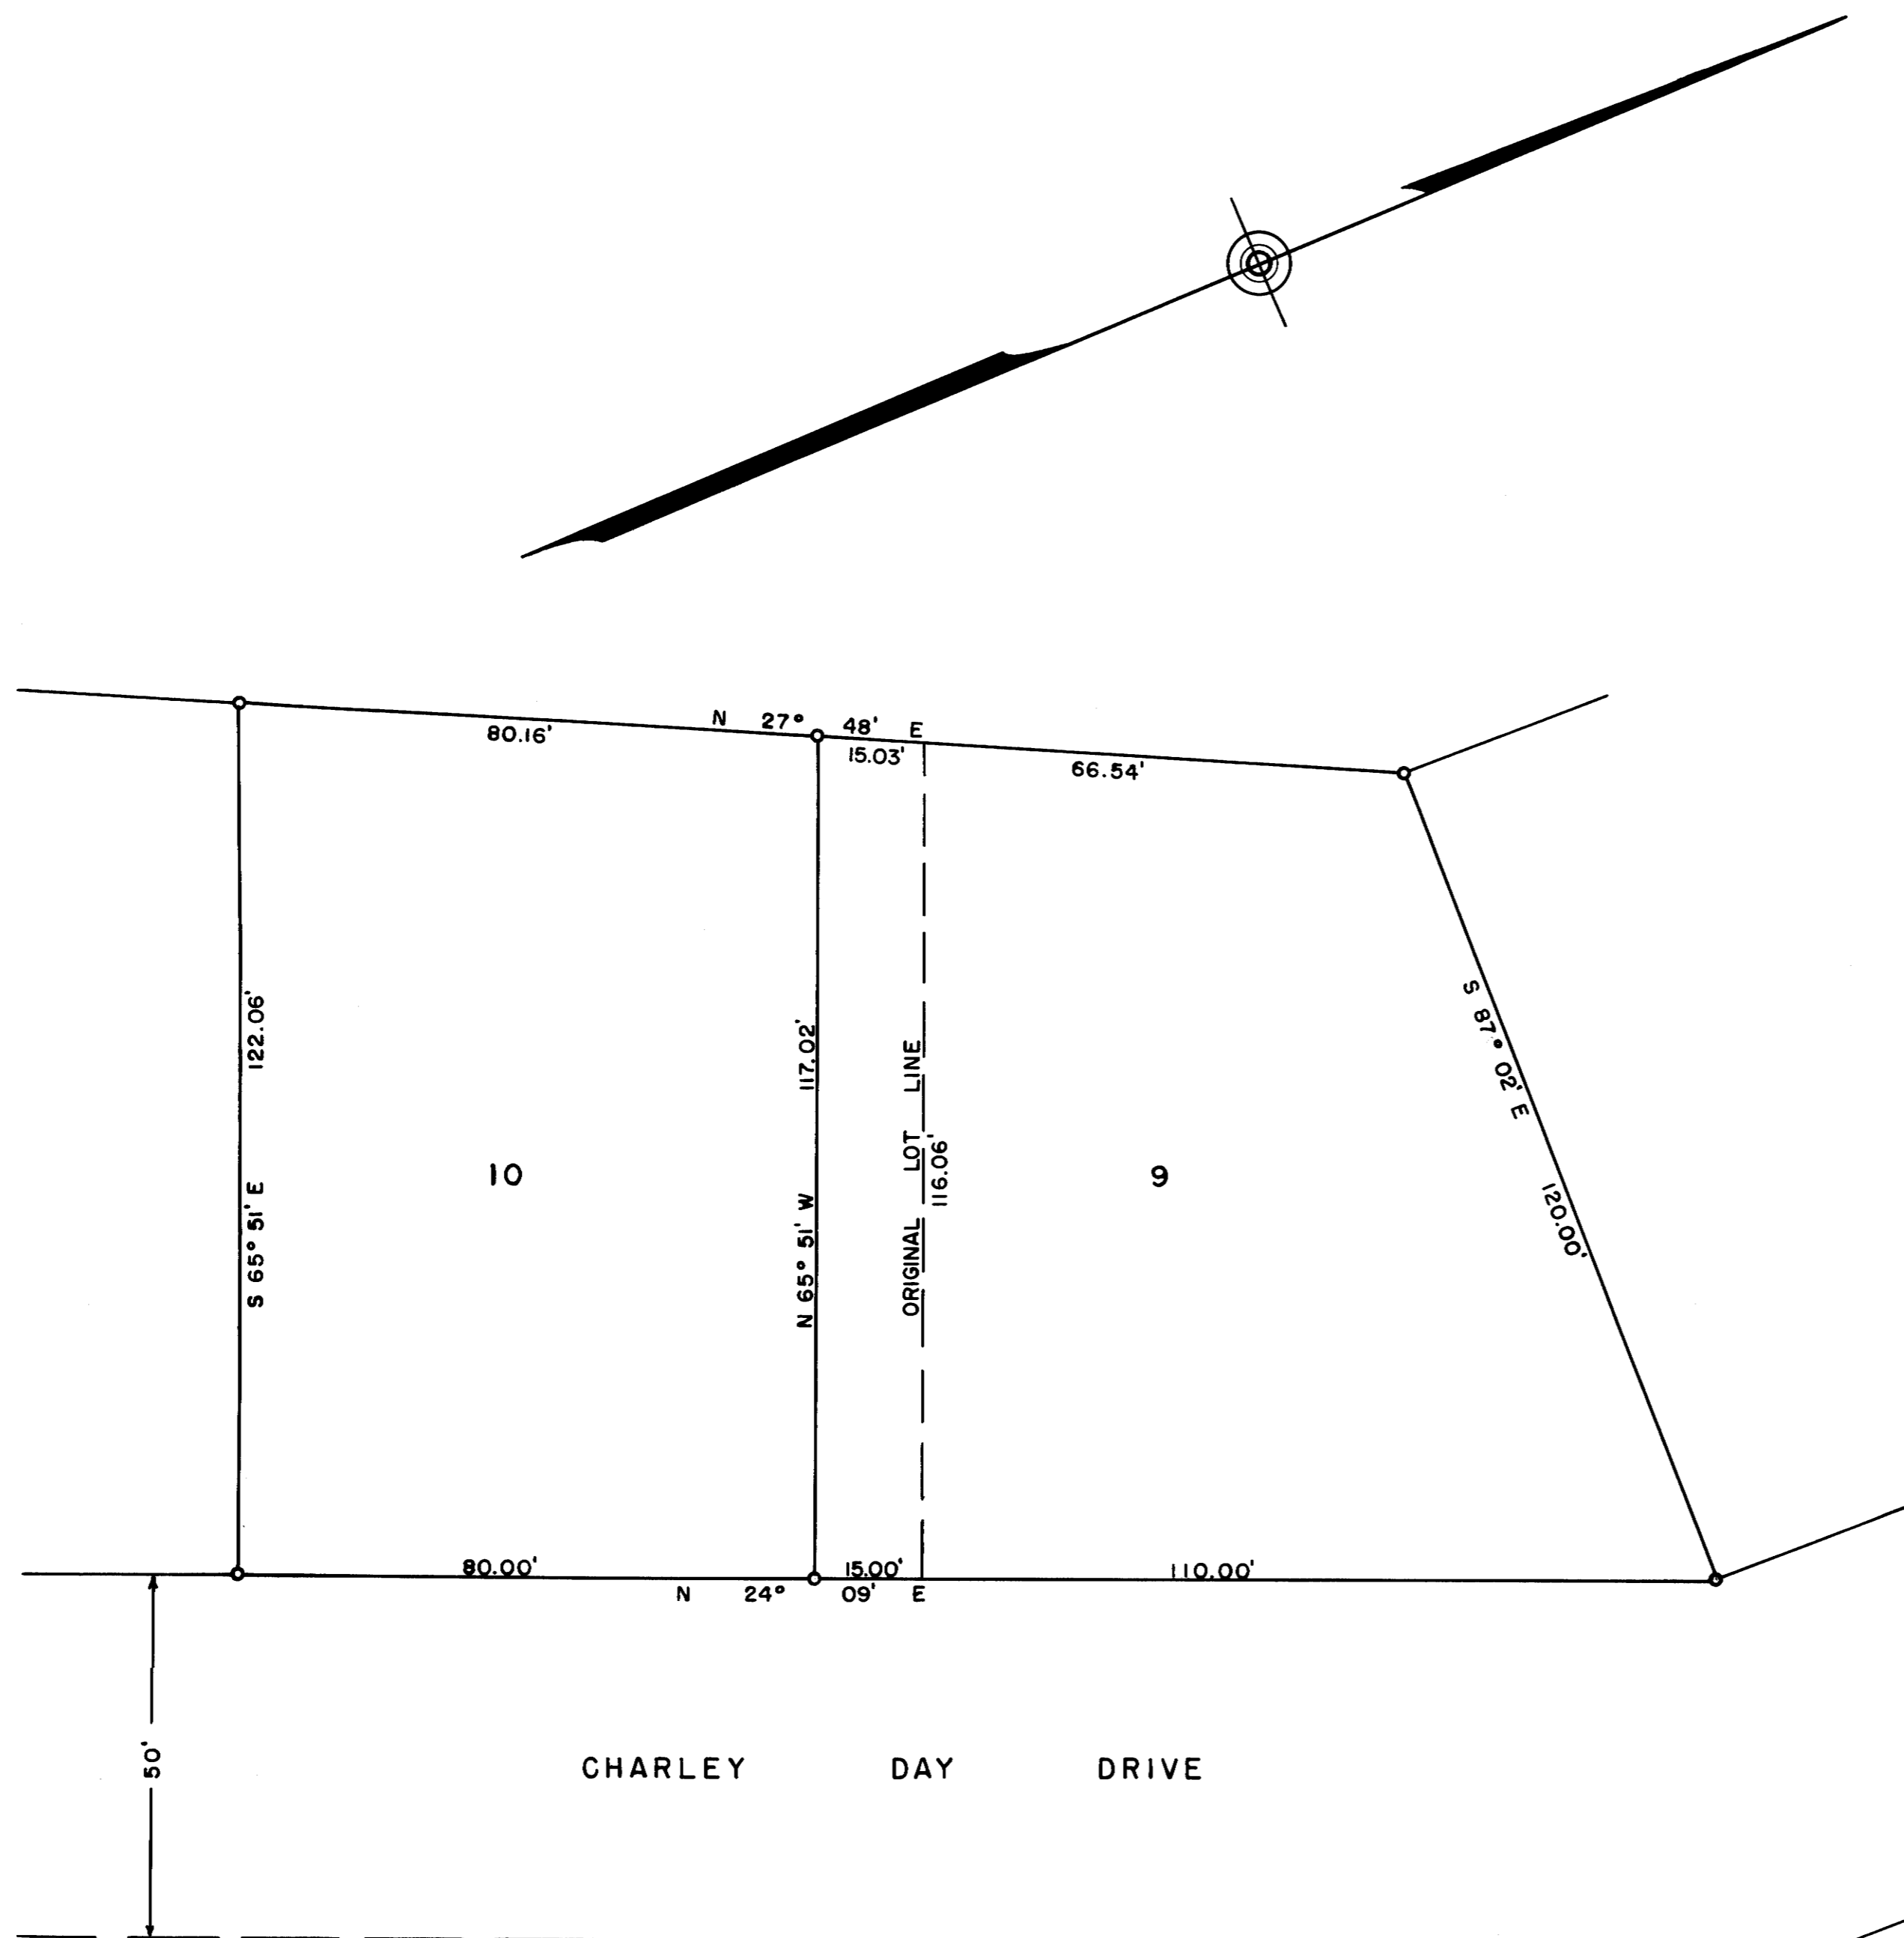 N 27° 48' E
80.16'
15.03'
66.54'
S 65° 51' E 122.06'
N 65° 51' W 117.02'
ORIGINAL LOT LINE
116.06'
S 87° 02' E 120.00'
10
9
80.00'
15.00'
110.00'
N 24° 09' E
50'
CHARLEY DAY DRIVE